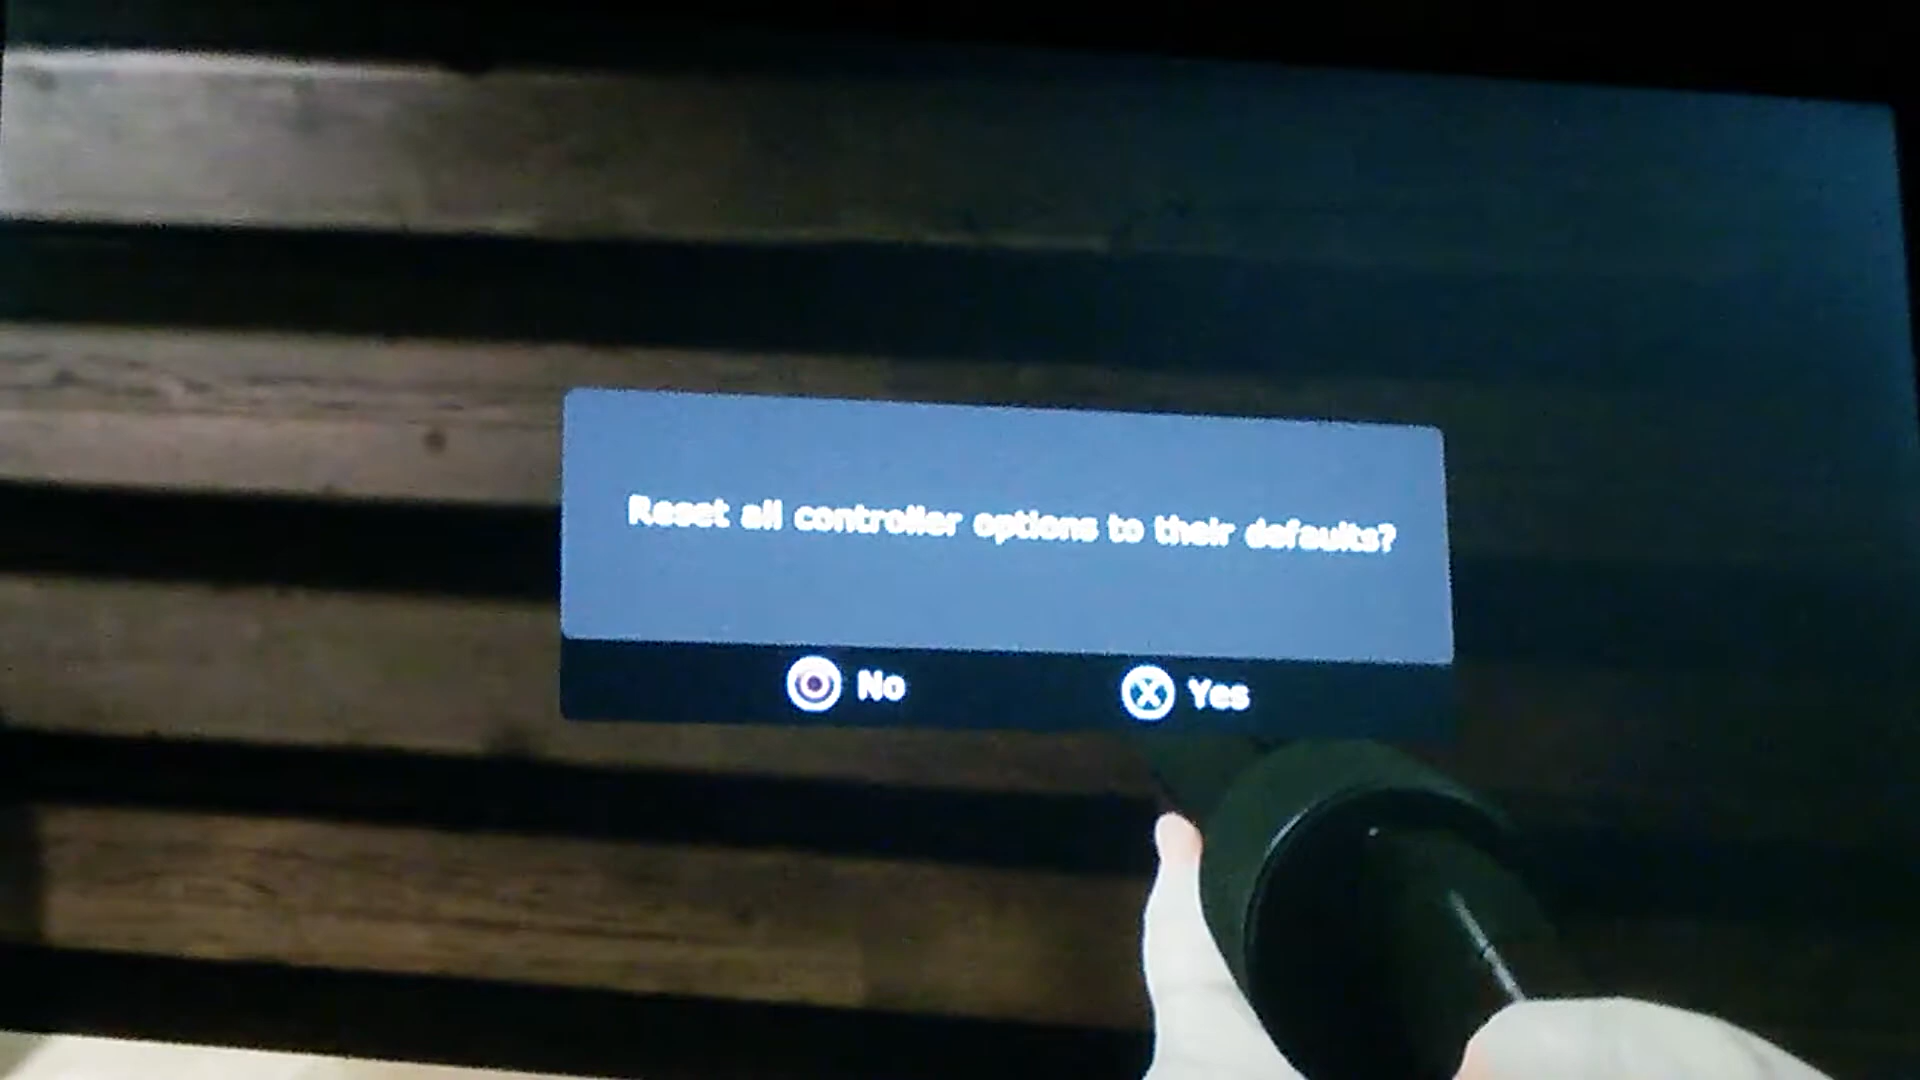 Reset all controller options to their defaults?
No
Yes